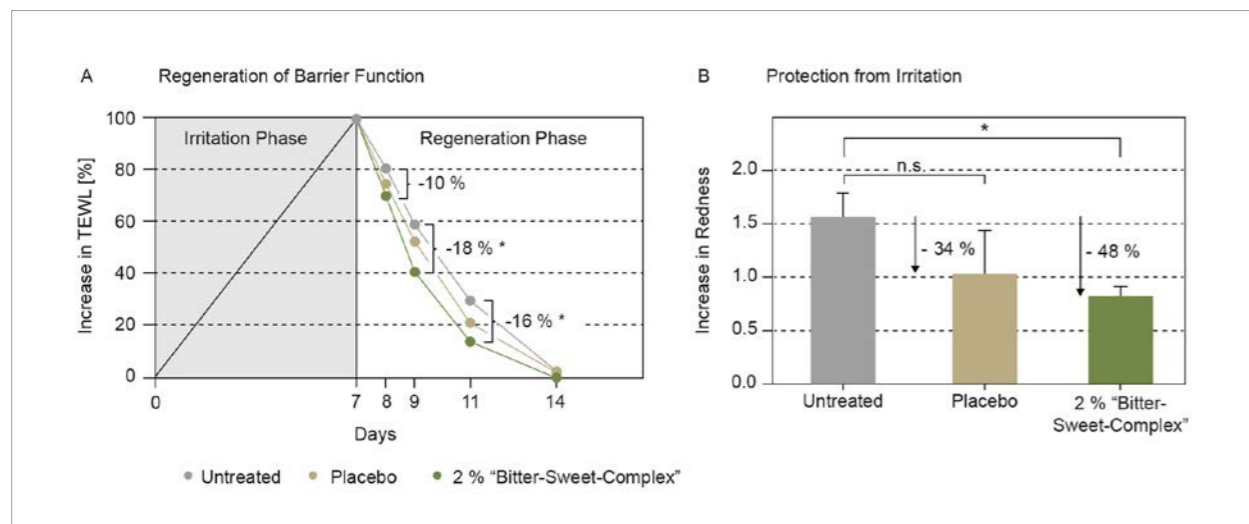 A Regeneration of Barrier Function
Increase in TEWL [%]
100
80
60
40
20
0
Irritation Phase
Regeneration Phase
-10 %
-18 % *
-16 % *
0 7 8 9 11 14
Days
Untreated Placebo 2 % “Bitter-Sweet-Complex”
B Protection from Irritation
Increase in Redness
2.0
1.5
1.0
0.5
0.0
*
n.s.
- 34 %
- 48 %
Untreated
Placebo
2 % “Bitter-
Sweet-Complex”